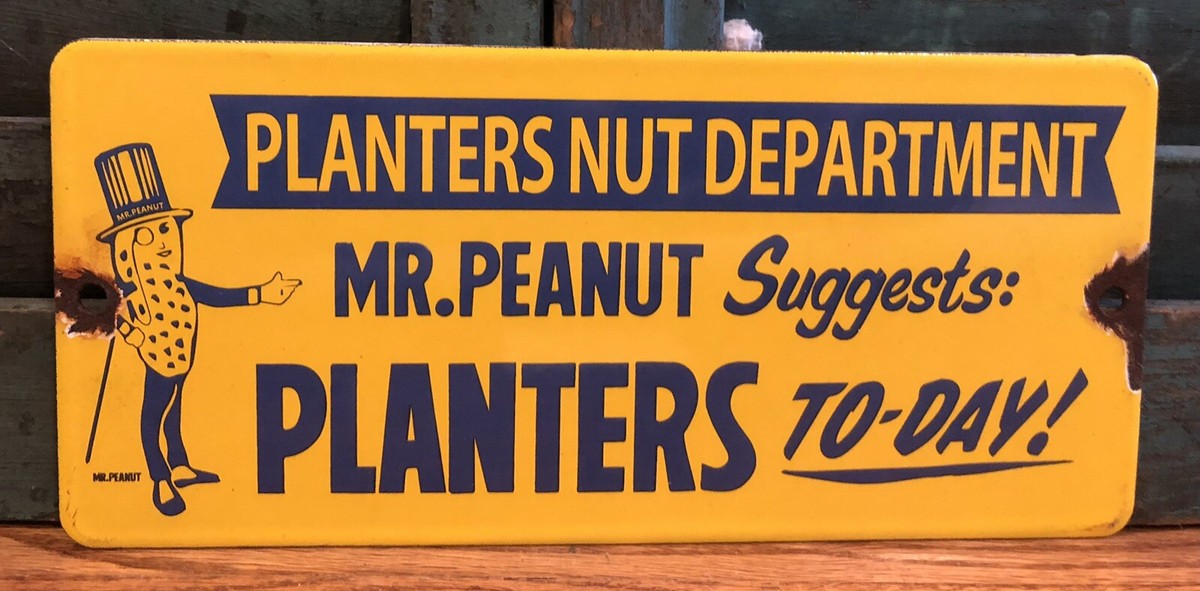 PLANTERS NUT DEPARTMENT
MR.PEANUT
MR.PEANUT Suggests:
PLANTERS TO-DAY!
MR.PEANUT